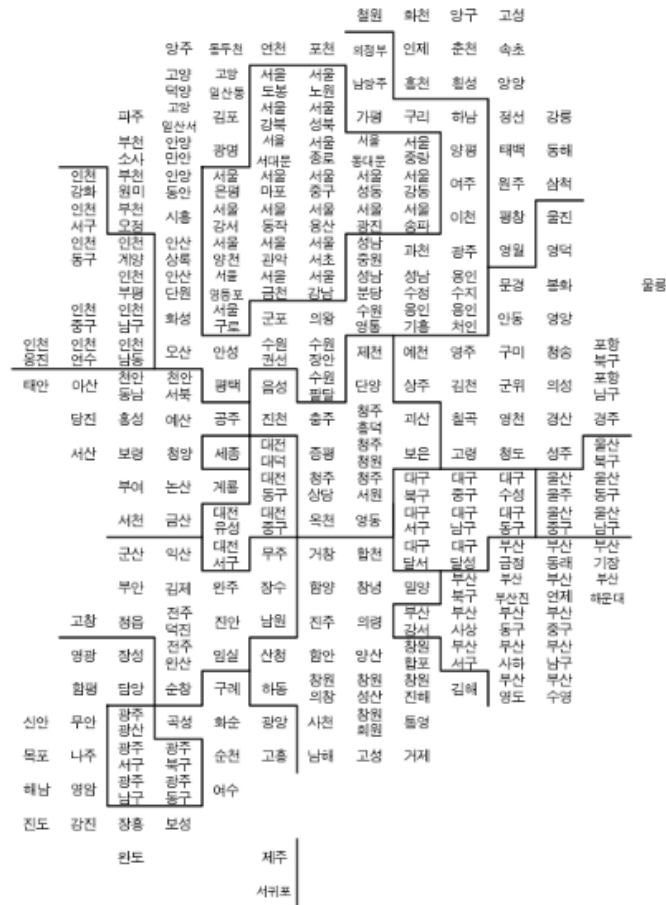 철원 화천 양구 고성
양주 동두천 연천 포천 의정부 인제 춘천 속초
고양 덕양 고양 일산동 서울 도봉 서울 노원 남양주 홍천 횡성 양양
파주 고양 일산서 김포 서울 강북 서울 성북 가평 구리 하남 정선 강릉
부천 소사 안양 만안 광명 서울 서대문 서울 종로 서울 동대문 서울 중랑 양평 태백 동해
인천 강화 부천 원미 안양 동안 서울 은평 서울 마포 서울 중구 서울 성동 서울 강동 여주 원주 삼척
인천 서구 부천 오정 시흥 서울 강서 서울 동작 서울 용산 서울 광진 서울 송파 이천 평창 울진
인천 동구 인천 계양 안산 상록 서울 양천 서울 관악 서울 서초 성남 중원 과천 광주 영월 영덕
인천 부평 안산 단원 서울 영등포 서울 금천 서울 강남 성남 분당 성남 수정 용인 수지 문경 봉화 울릉
인천 중구 인천 남구 화성 서울 구로 군포 의왕 수원 영통 용인 기흥 용인 처인 안동 영양
인천 옹진 인천 연수 인천 남동 오산 안성 수원 권선 수원 장안 제천 예천 영주 구미 청송 포항 북구
태안 아산 천안 동남 천안 서북 평택 음성 수원 팔달 단양 상주 김천 군위 의성 포항 남구
당진 홍성 예산 공주 진천 충주 청주 흥덕 괴산 칠곡 영천 경산 경주
서산 보령 청양 세종 대전 대덕 증평 청주 청원 보은 고령 청도 성주 울산 북구
부여 논산 계룡 대전 동구 청주 상당 청주 서원 대구 북구 대구 중구 대구 수성 울산 울주 울산 동구
서천 금산 대전 유성 대전 중구 옥천 영동 대구 서구 대구 남구 대구 동구 울산 중구 울산 남구
군산 익산 대전 서구 무주 거창 합천 대구 달서 대구 달성 부산 금정 부산 동래 부산 기장
부안 김제 완주 장수 함양 창녕 밀양 부산 북구 부산 부산진 부산 연제 부산 해운대
고창 정읍 전주 덕진 진안 남원 진주 의령 부산 강서 부산 사상 부산 동구 부산 중구
영광 장성 전주 완산 임실 산청 함안 양산 창원 합포 부산 서구 부산 사하 부산 남구
함평 담양 순창 구례 하동 창원 의창 창원 성산 창원 진해 김해 부산 영도 부산 수영
신안 무안 광주 광산 곡성 화순 광양 사천 창원 회원 통영
목포 나주 광주 서구 광주 북구 순천 고흥 남해 고성 거제
해남 영암 광주 남구 광주 동구 여수
진도 강진 장흥 보성
완도 제주
서귀포